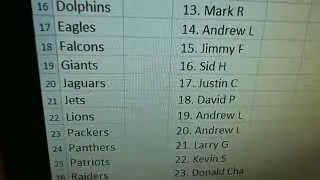 16 Dolphins 13. Mark R
17 Eagles 14. Andrew L
18 Falcons 15. Jimmy F
19 Giants 16. Sid H
20 Jaguars 17. Justin C
21 Jets 18. David P
22 Lions 19. Andrew L
23 Packers 20. Andrew L
24 Panthers 21. Larry G
25 Patriots 22. Kevin S
26 Raiders 23. Donald Cha